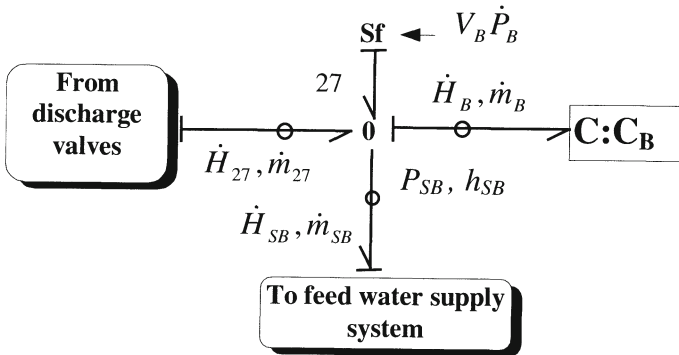 Sf
V_B Ṗ_B
From
discharge
valves
27
Ḣ_B, ṁ_B
0
C:C_B
Ḣ_27, ṁ_27
P_SB, h_SB
Ḣ_SB, ṁ_SB
To feed water supply
system